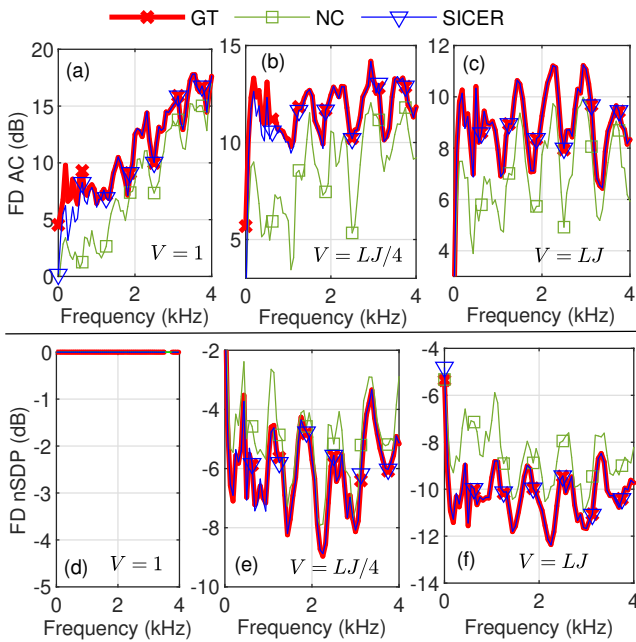 GT NC SICER
FD AC (dB)
20
15
10
5
0
(a)
V = 1
0 2 4
Frequency (kHz)
15
10
5
(b)
V = LJ/4
0 2 4
Frequency (kHz)
12
10
8
6
4
(c)
V = LJ
0 2 4
Frequency (kHz)
FD nSDP (dB)
0
-1
-2
-3
-4
-5
(d)
V = 1
0 2 4
Frequency (kHz)
-2
-4
-6
-8
-10
(e)
V = LJ/4
0 2 4
Frequency (kHz)
-4
-6
-8
-10
-12
-14
(f)
V = LJ
0 2 4
Frequency (kHz)